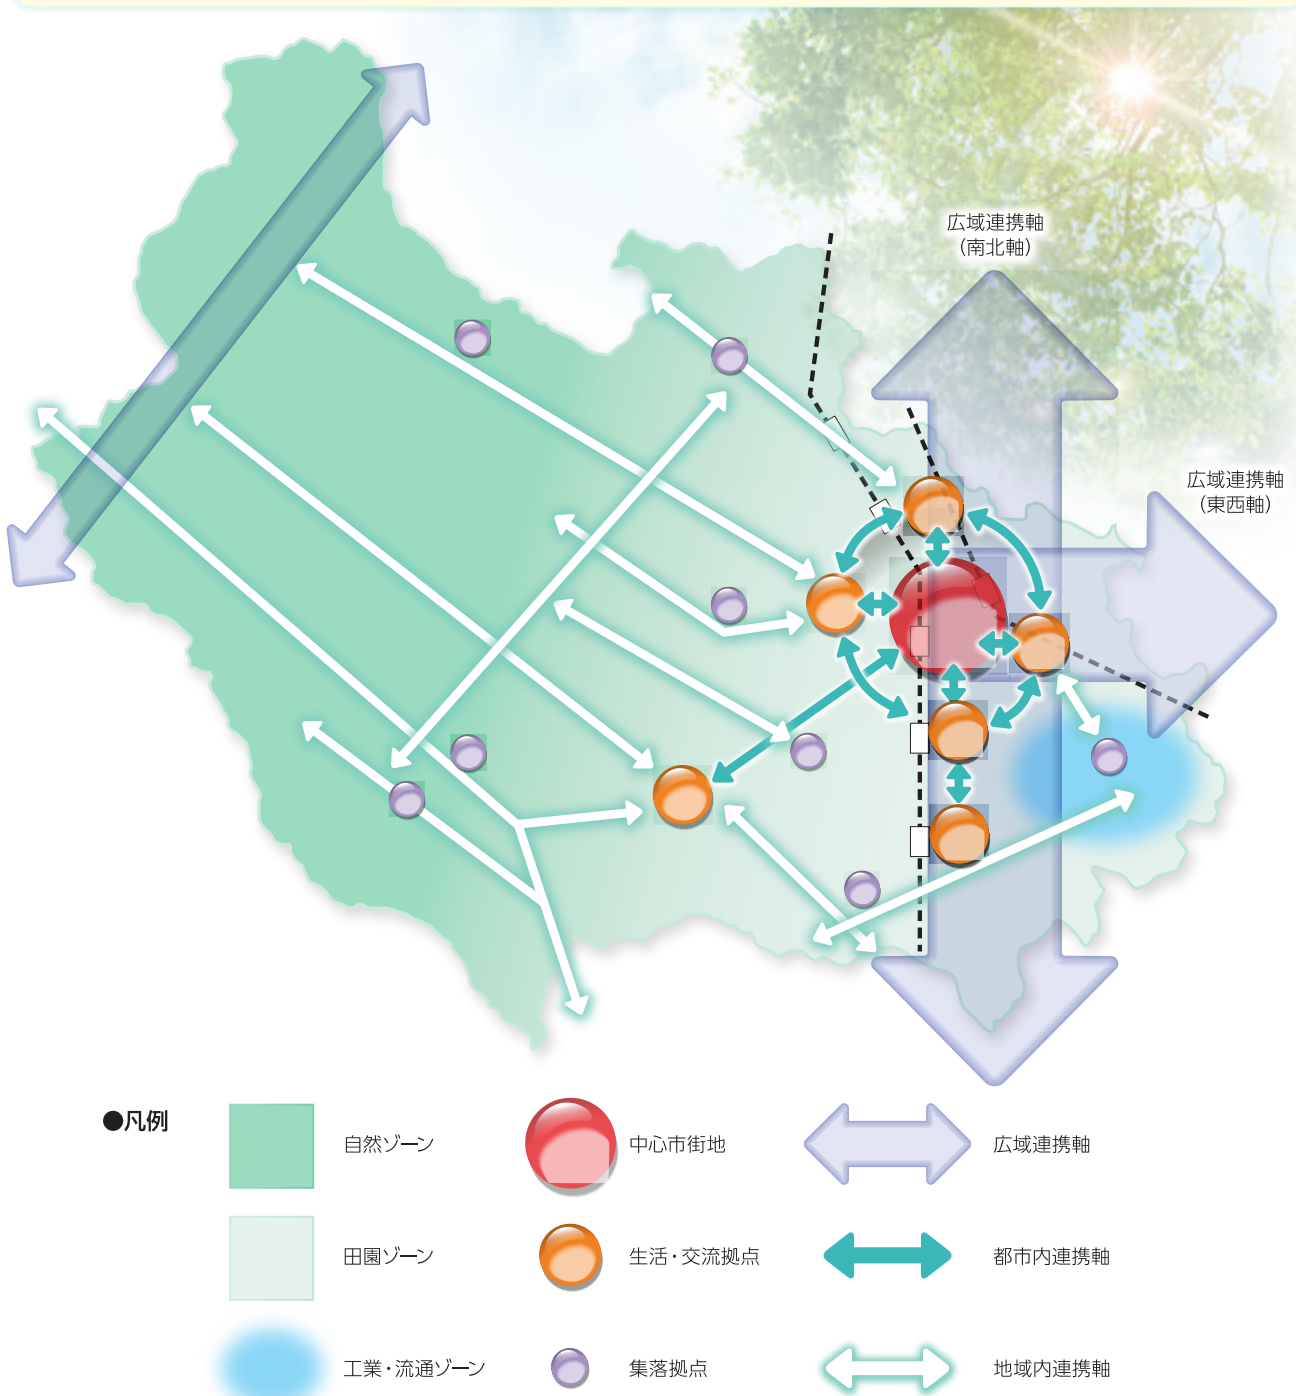 広域連携軸
(南北軸)
広域連携軸
(東西軸)
●凡例
自然ゾーン
中心市街地
広域連携軸
田園ゾーン
生活・交流拠点
都市内連携軸
工業・流通ゾーン
集落拠点
地域内連携軸